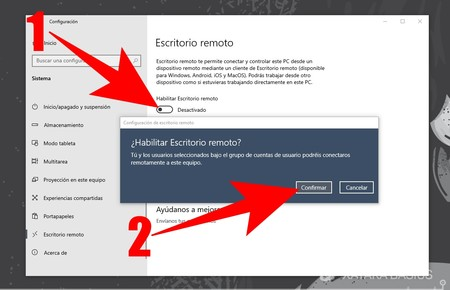 Configuración
Inicio
Buscar una configuración
Sistema
Inicio/apagado y suspensión
Almacenamiento
Modo tableta
Multitarea
Proyección en este equipo
Experiencias compartidas
Portapapeles
Escritorio remoto
Acerca de
Escritorio remoto
Escritorio remoto te permite conectar y controlar este PC desde un
dispositivo remoto mediante un cliente de Escritorio remoto (disponible
para Windows, Android, iOS y MacOS). Podrás trabajar desde otro
dispositivo como si estuvieras trabajando directamente en este PC.
Habilitar Escritorio remoto
Desactivado
Configuración de escritorio remoto
¿Habilitar Escritorio remoto?
Tú y los usuarios seleccionados bajo el grupo de cuentas de usuario podréis conectaros
remotamente a este equipo.
Confirmar
Cancelar
Ayúdanos a mejorar
Envíanos tus
1
2
XATAKA BASICS